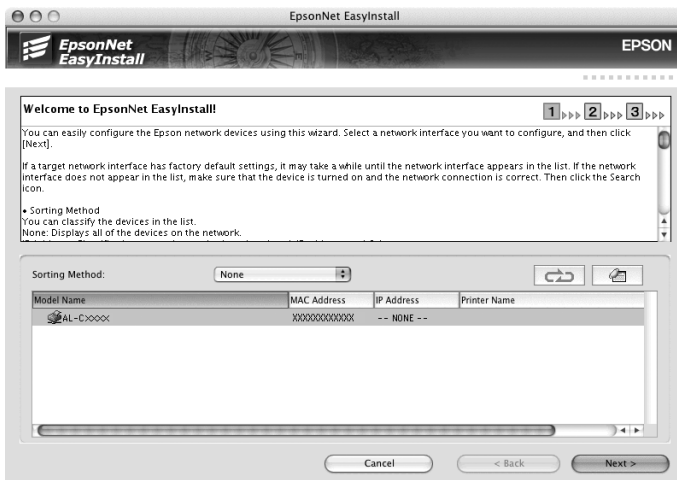 EpsonNet EasyInstall
EpsonNet
EasyInstall
EPSON
Welcome to EpsonNet EasyInstall!
1 2 3
You can easily configure the Epson network devices using this wizard. Select a network interface you want to configure, and then click
[Next].
If a target network interface has factory default settings, it may take a while until the network interface appears in the list. If the network
interface does not appear in the list, make sure that the device is turned on and the network connection is correct. Then click the Search
icon.
• Sorting Method
You can classify the devices in the list.
None: Displays all of the devices on the network.
Sorting Method: None
Model Name MAC Address IP Address Printer Name
AL-CXXXX XXXXXXXXXXXX -- NONE --
Cancel < Back Next >